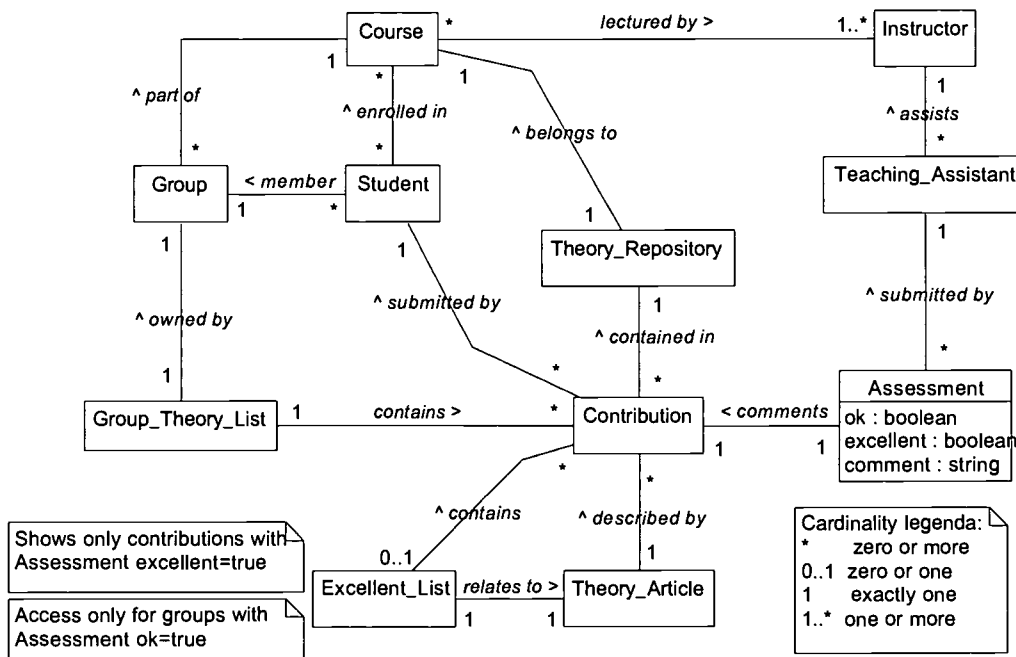 * lectured by > 1..*
Course Instructor
1 * 1 1
^ part of ^ enrolled in ^ belongs to ^ assists
* * *
Group < member Student Teaching_Assistant
1 * 1
1 1 1
Theory_Repository
^ submitted by 1 ^ submitted by
^ owned by ^ contained in
1 * * *
Group_Theory_List 1 contains > * Contribution < comments Assessment
1 1 ok : boolean
excellent : boolean
comment : string
* *
^ contains ^ described by
Shows only contributions with
Assessment excellent=true
0..1 1
Excellent_List relates to > Theory_Article
1 1
Access only for groups with
Assessment ok=true
Cardinality legenda:
* zero or more
0..1 zero or one
1 exactly one
1..* one or more